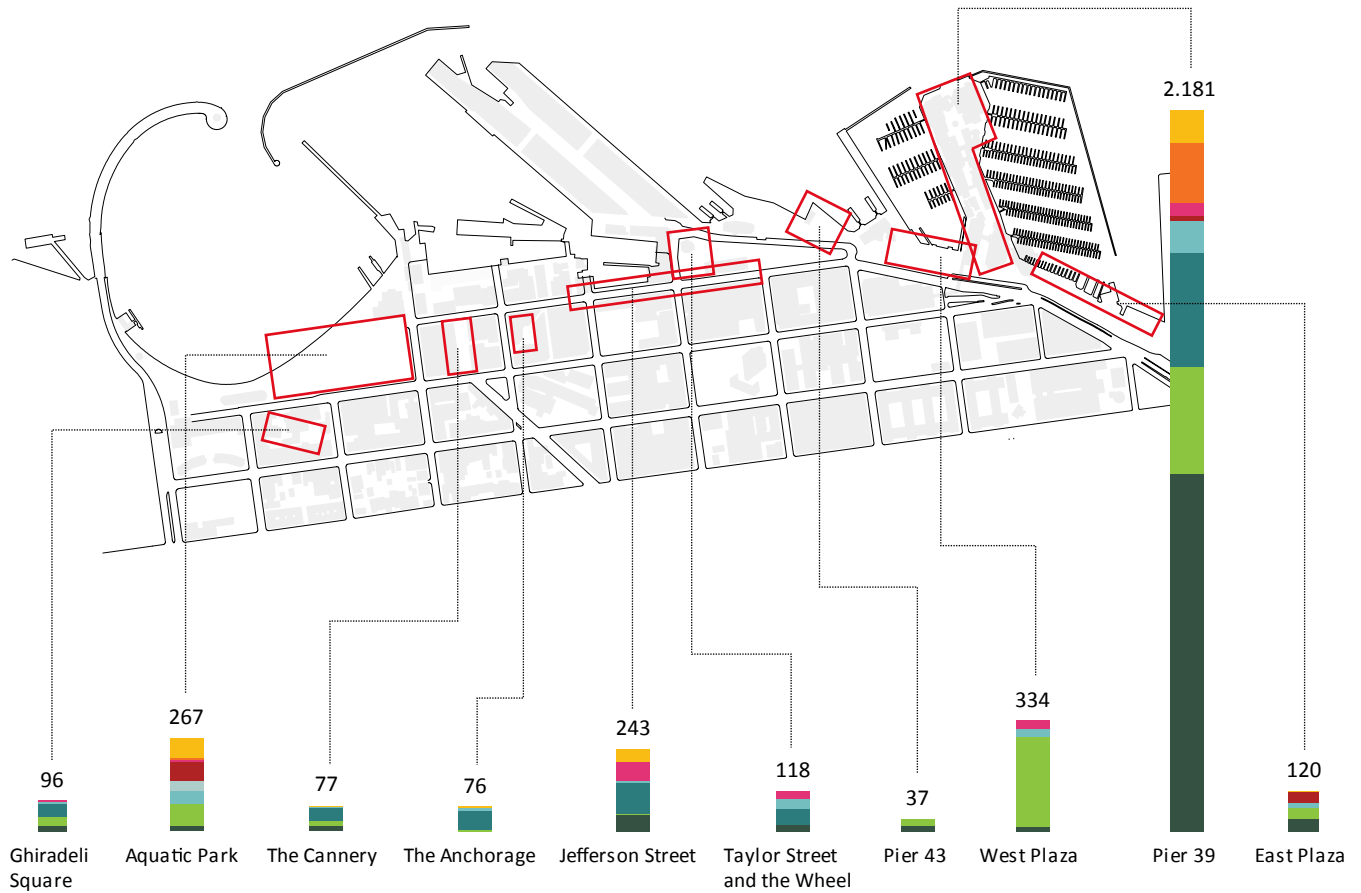 2.181
334
267
243
120
118
96
77
76
37
Ghiradeli
Square
Aquatic Park
The Cannery
The Anchorage
Jefferson Street
Taylor Street
and the Wheel
Pier 43
West Plaza
Pier 39
East Plaza